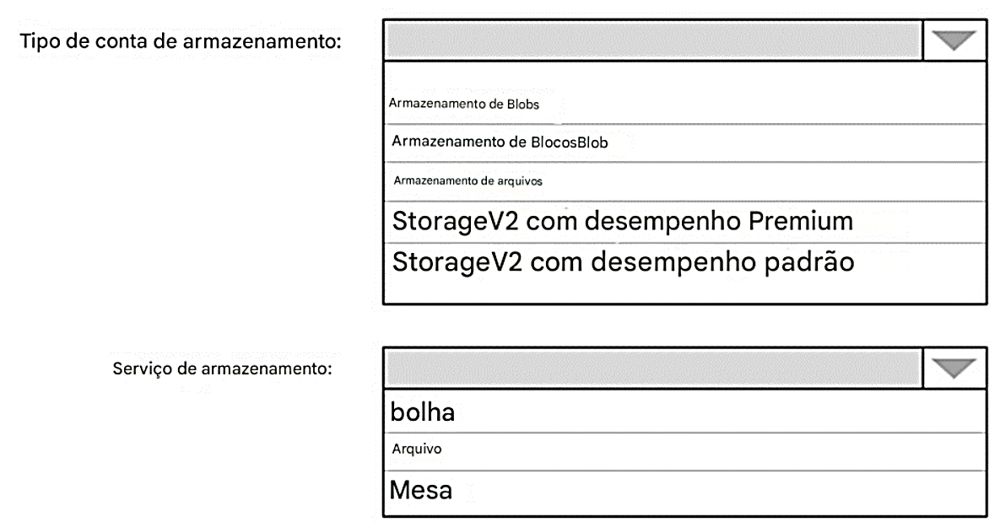 Tipo de conta de armazenamento:
Armazenamento de Blobs
Armazenamento de BlocosBlob
Armazenamento de arquivos
StorageV2 com desempenho Premium
StorageV2 com desempenho padrão
Serviço de armazenamento:
bolha
Arquivo
Mesa